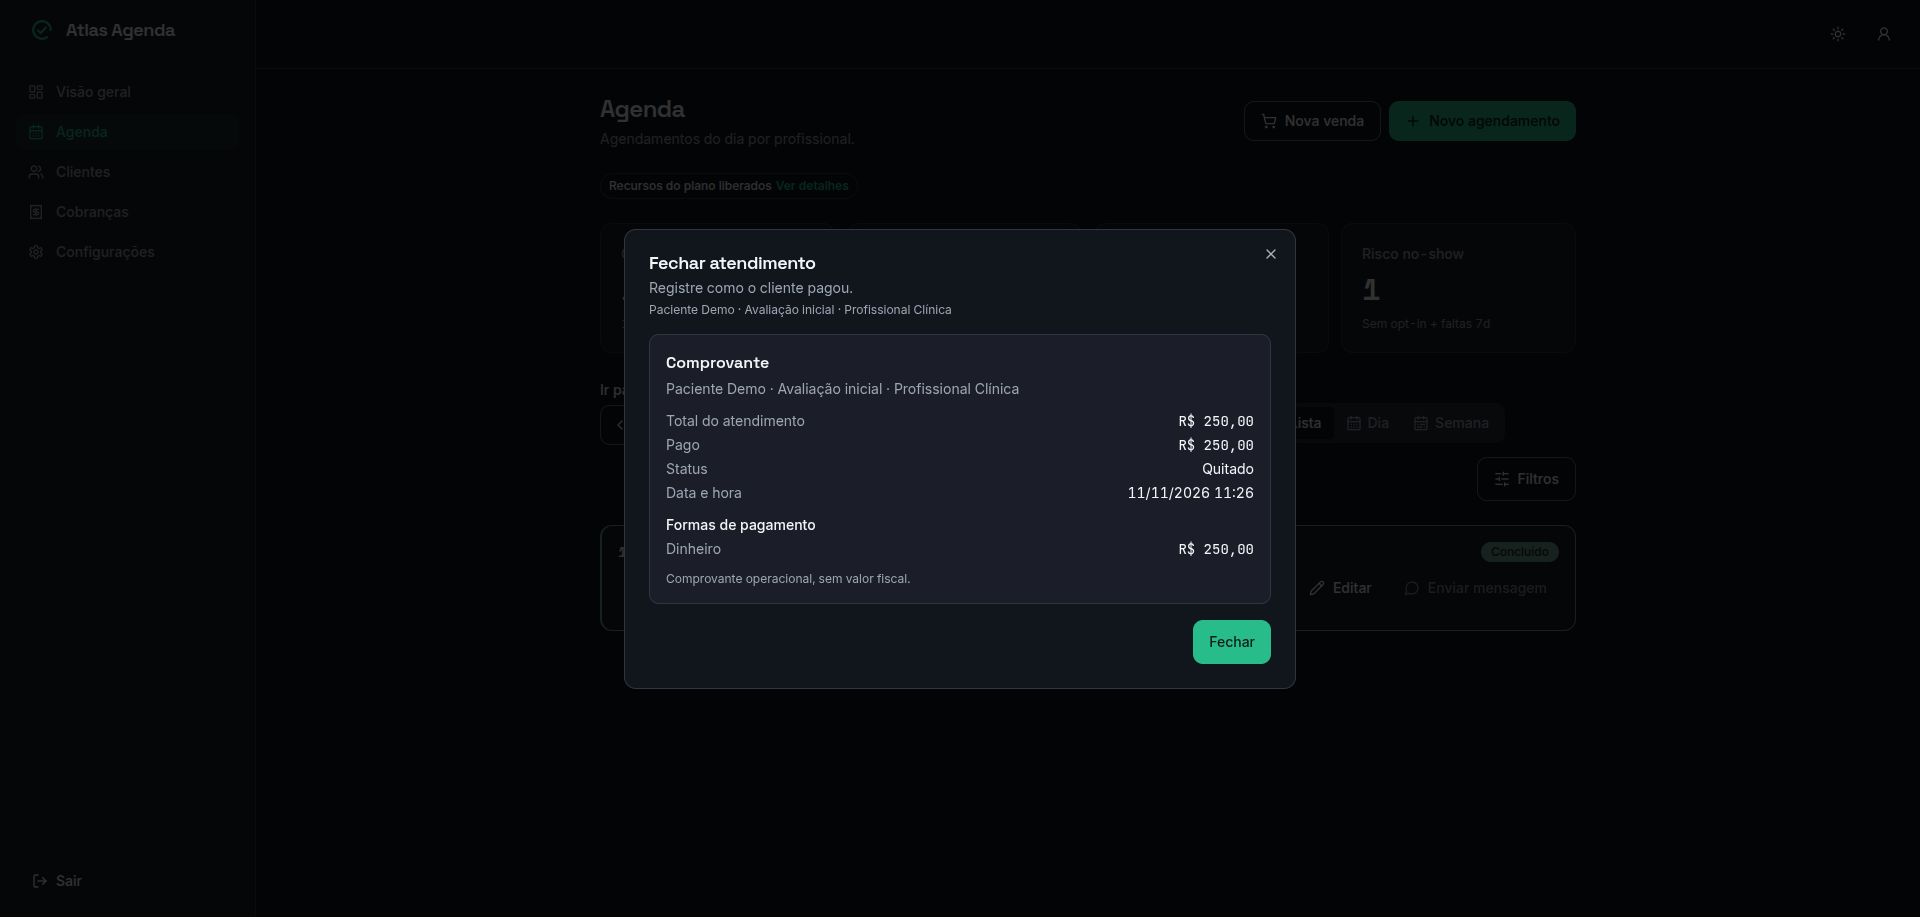 Atlas Agenda
Visão geral
Agenda
Clientes
Cobranças
Configurações
Sair
Agenda
Agendamentos do dia por profissional.
Nova venda
Novo agendamento
Recursos do plano liberados Ver detalhes
Risco no-show
1
Sem opt-in + faltas 7d
Dia
Semana
Filtros
Concluído
Editar
Enviar mensagem
Fechar atendimento
Registre como o cliente pagou.
Paciente Demo · Avaliação inicial · Profissional Clínica
Comprovante
Paciente Demo · Avaliação inicial · Profissional Clínica
Total do atendimento R$ 250,00
Pago R$ 250,00
Status Quitado
Data e hora 11/11/2026 11:26
Formas de pagamento
Dinheiro R$ 250,00
Comprovante operacional, sem valor fiscal.
Fechar